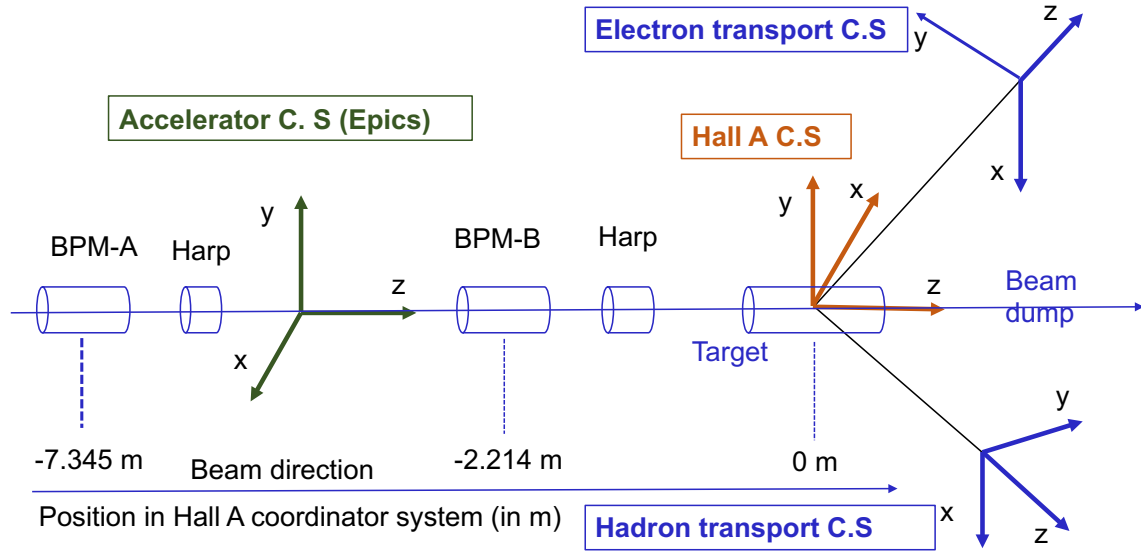 Electron transport C.S
z
y
x
Accelerator C. S (Epics)
Hall A C.S
y
x
z
BPM-A
Harp
y
z
x
BPM-B
Harp
Target
Beam
dump
-7.345 m
-2.214 m
0 m
Beam direction
Position in Hall A coordinator system (in m)
Hadron transport C.S
y
x
z